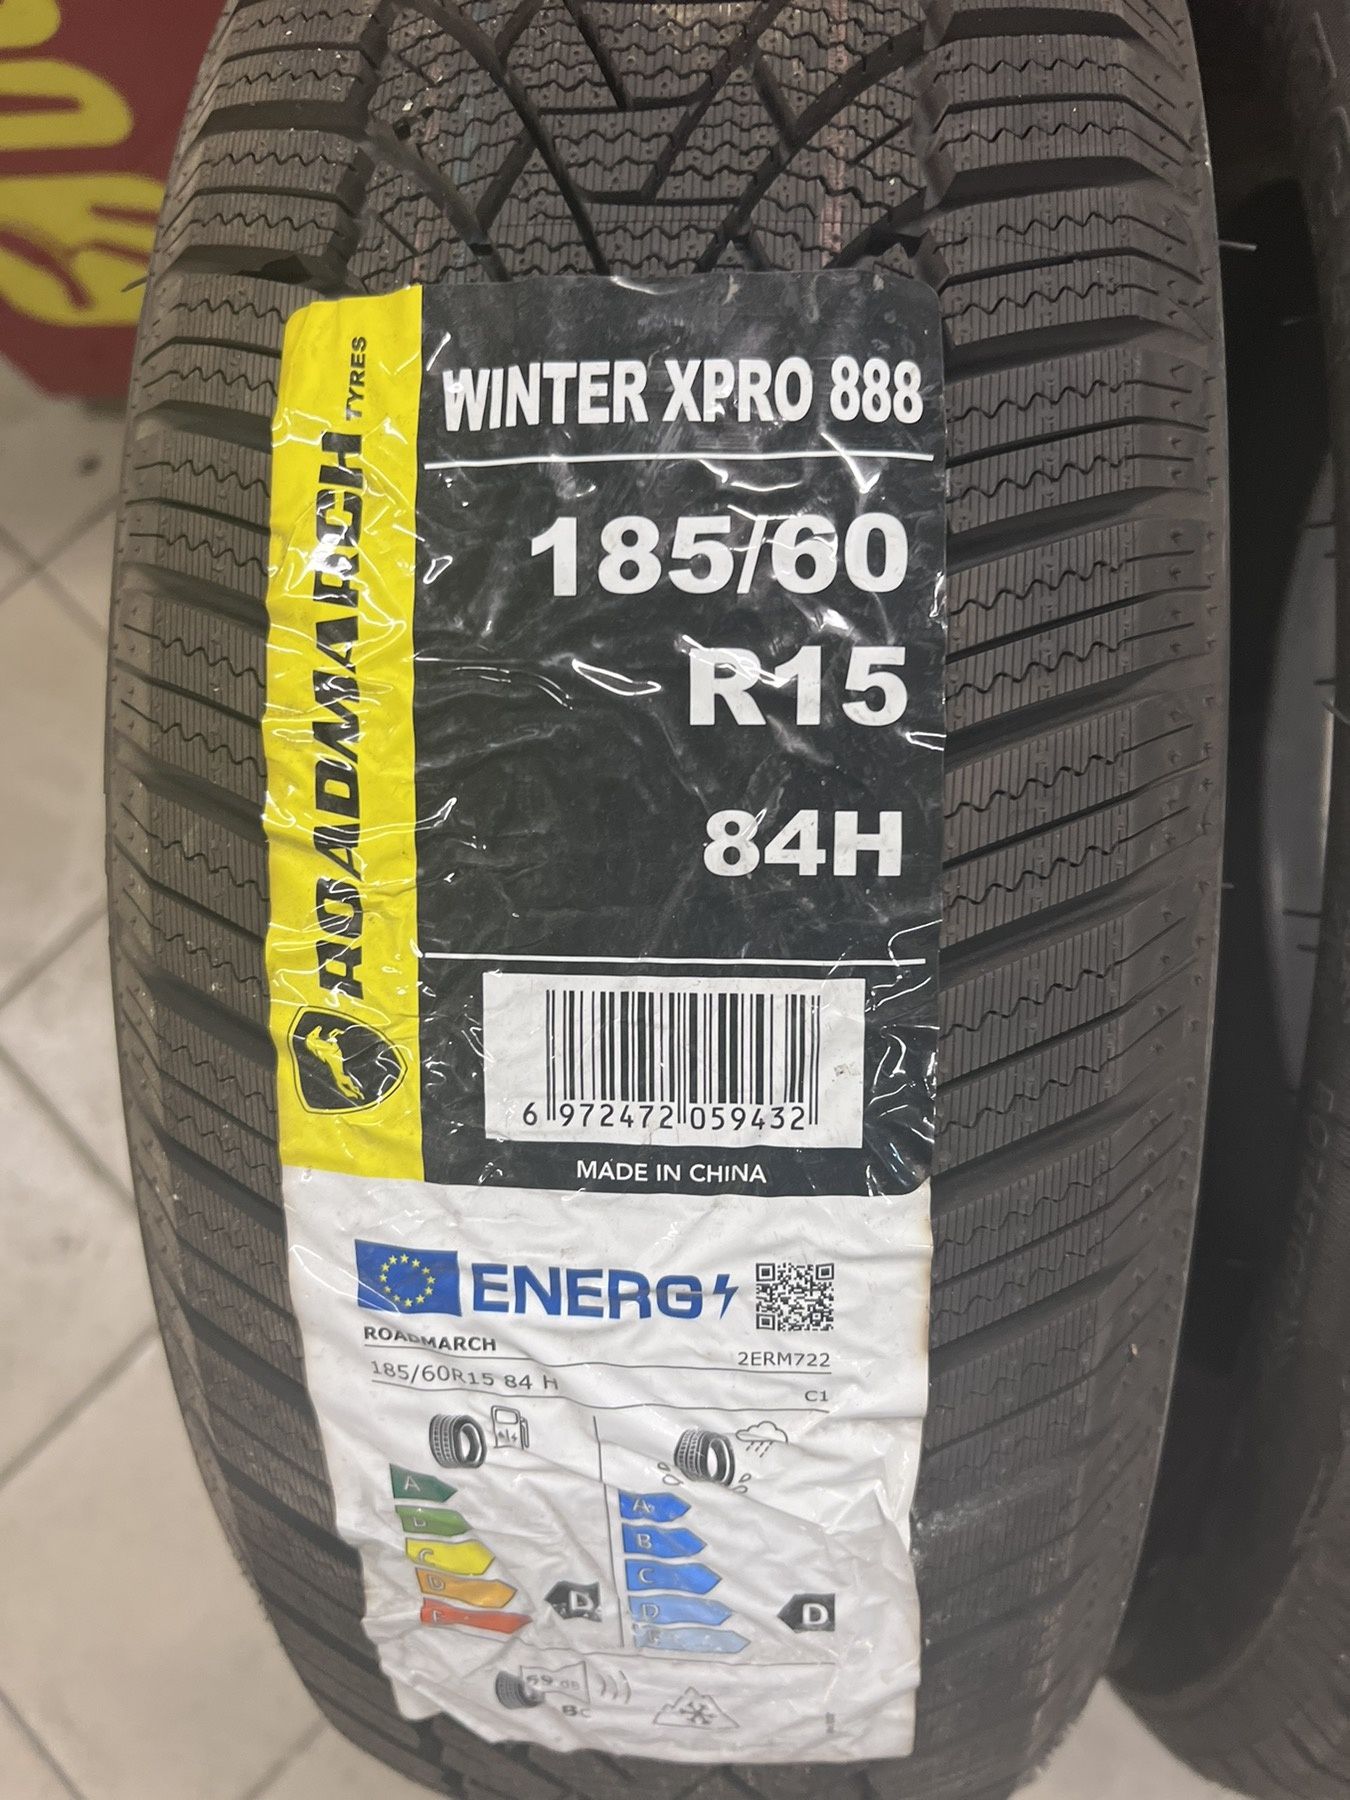 ROADMARCH TYRES
WINTER XPRO 888
185/60
R15
84H
6 972472 059432
MADE IN CHINA
ENERG
ROADMARCH
2ERM722
185/60R15 84 H
C1
A
B
C
D
E
D
A
B
C
D
E
D